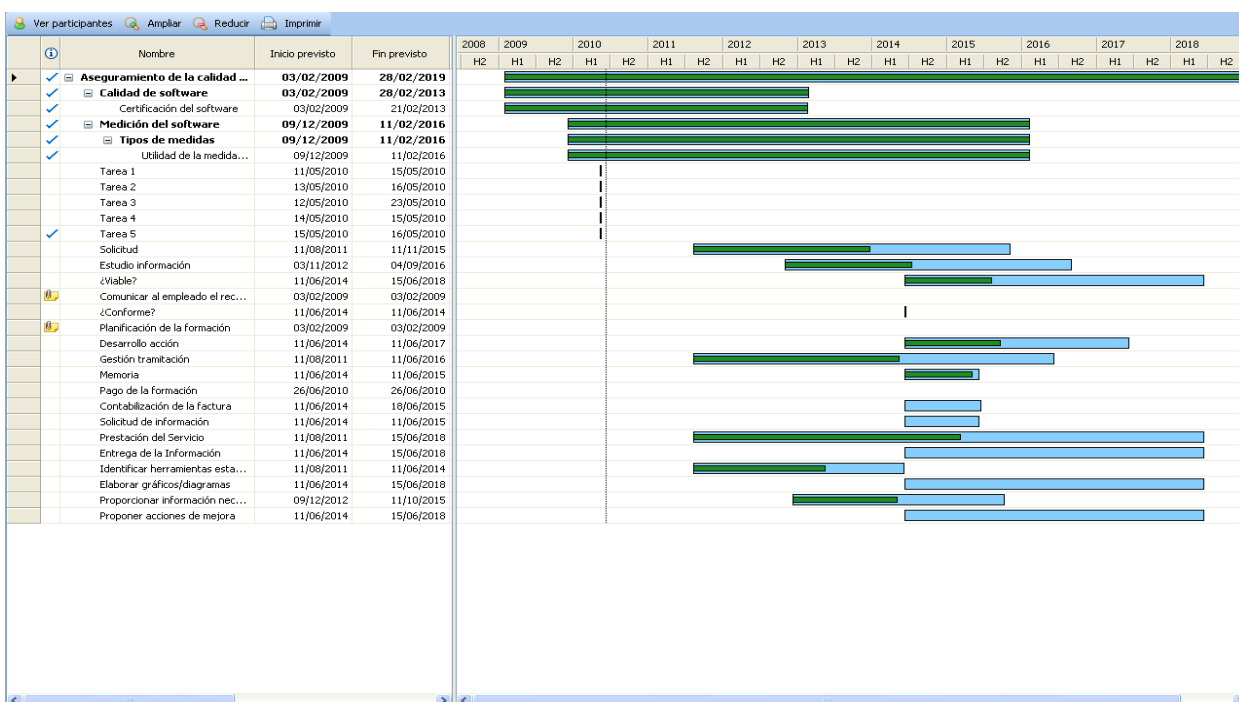 Ver participantes Ampliar Reducir Imprimir
Nombre Inicio previsto Fin previsto
2008 2009 2010 2011 2012 2013 2014 2015 2016 2017 2018
H2 H1 H2 H1 H2 H1 H2 H1 H2 H1 H2 H1 H2 H1 H2 H1 H2 H1 H2 H1 H2
Aseguramiento de la calidad ... 03/02/2009 28/02/2019
Calidad de software 03/02/2009 28/02/2013
Certificación del software 03/02/2009 21/02/2013
Medición del software 09/12/2009 11/02/2016
Tipos de medidas 09/12/2009 11/02/2016
Utilidad de la medida... 09/12/2009 11/02/2016
Tarea 1 11/05/2010 15/05/2010
Tarea 2 13/05/2010 16/05/2010
Tarea 3 12/05/2010 23/05/2010
Tarea 4 14/05/2010 15/05/2010
Tarea 5 15/05/2010 16/05/2010
Solicitud 11/08/2011 11/11/2015
Estudio información 03/11/2012 04/09/2016
¿Viable? 11/06/2014 15/06/2018
Comunicar al empleado el rec... 03/02/2009 03/02/2009
¿Conforme? 11/06/2014 11/06/2014
Planificación de la formación 03/02/2009 03/02/2009
Desarrollo acción 11/06/2014 11/06/2017
Gestión tramitación 11/08/2011 11/06/2016
Memoria 11/06/2014 11/06/2015
Pago de la formación 26/06/2010 26/06/2010
Contabilización de la factura 11/06/2014 18/06/2015
Solicitud de información 11/06/2014 11/06/2015
Prestación del Servicio 11/08/2011 15/06/2018
Entrega de la Información 11/06/2014 15/06/2018
Identificar herramientas esta... 11/08/2011 11/06/2014
Elaborar gráficos/diagramas 11/06/2014 15/06/2018
Proporcionar información nec... 09/12/2012 11/10/2015
Proponer acciones de mejora 11/06/2014 15/06/2018